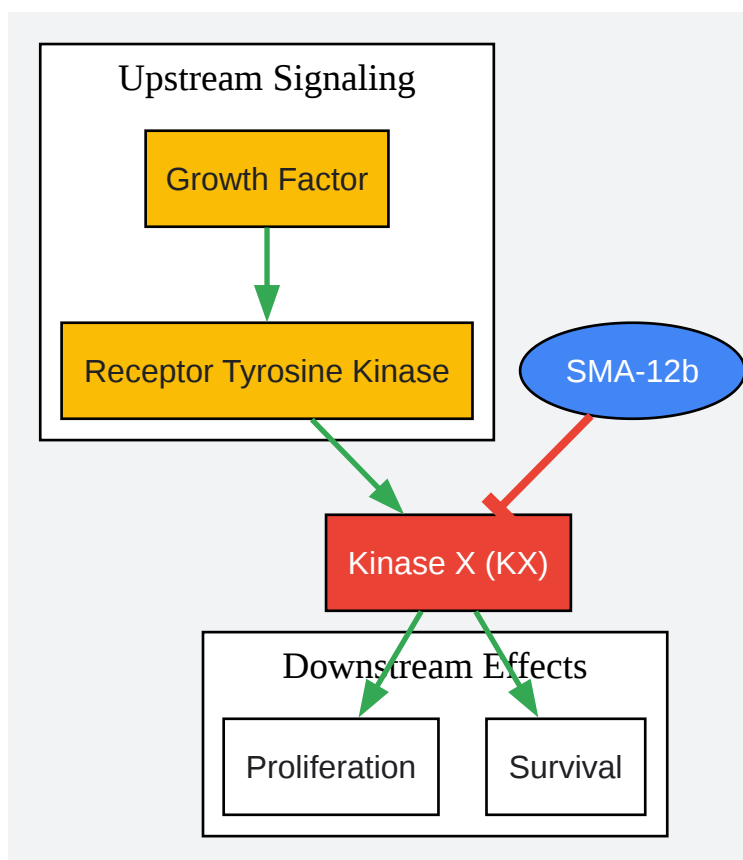 Upstream Signaling
Growth Factor
Receptor Tyrosine Kinase
SMA-12b
Kinase X (KX)
Downstream Effects
Proliferation
Survival